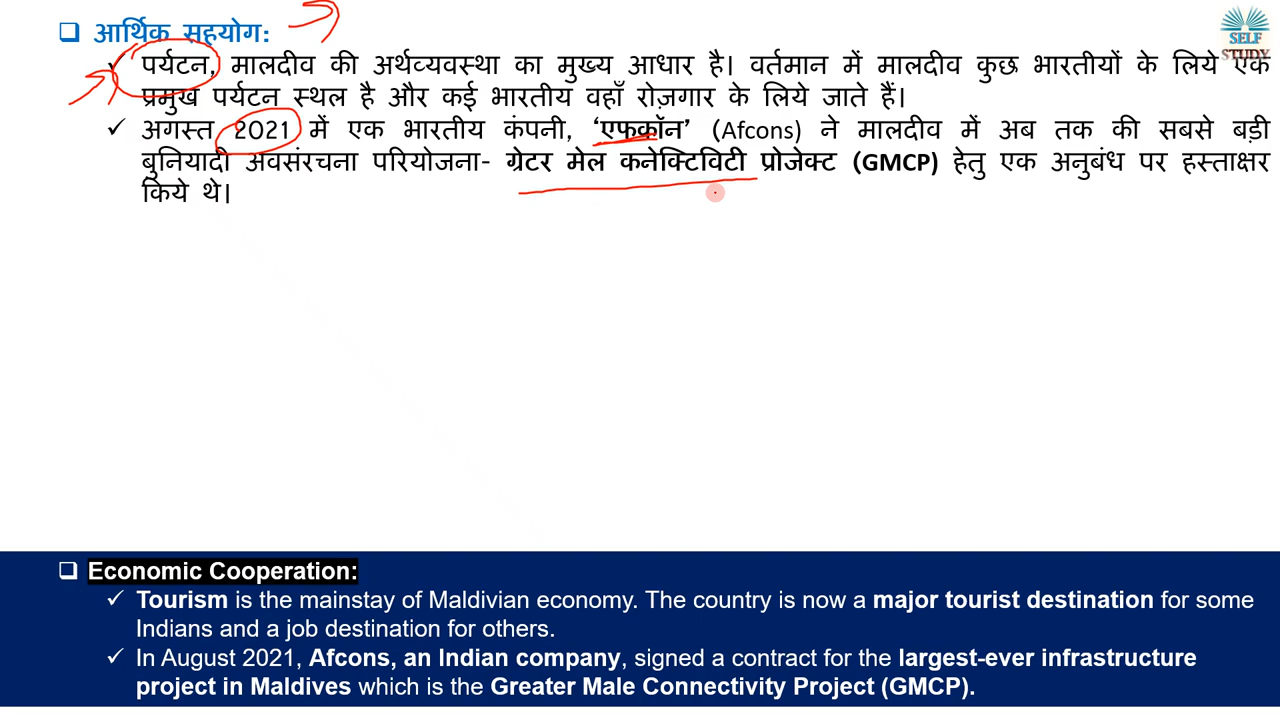 ❑ आर्थिक सहयोग:
SELF
STUDY
✓ पर्यटन, मालदीव की अर्थव्यवस्था का मुख्य आधार है। वर्तमान में मालदीव कुछ भारतीयों के लिये एक
प्रमुख पर्यटन स्थल है और कई भारतीय वहाँ रोज़गार के लिये जाते हैं।
✓ अगस्त 2021 में एक भारतीय कंपनी, ‘एफकॉन’ (Afcons) ने मालदीव में अब तक की सबसे बड़ी
बुनियादी अवसंरचना परियोजना- ग्रेटर मेल कनेक्टिविटी प्रोजेक्ट (GMCP) हेतु एक अनुबंध पर हस्ताक्षर
किये थे।
❑ Economic Cooperation:
✓ Tourism is the mainstay of Maldivian economy. The country is now a major tourist destination for some
Indians and a job destination for others.
✓ In August 2021, Afcons, an Indian company, signed a contract for the largest-ever infrastructure
project in Maldives which is the Greater Male Connectivity Project (GMCP).